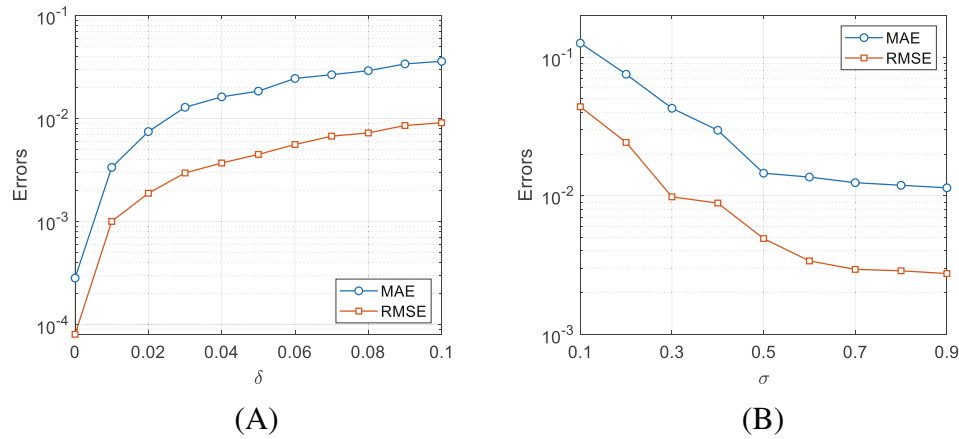 10^-1
10^-2
10^-3
10^-4
Errors
0 0.02 0.04 0.06 0.08 0.1
δ
MAE
RMSE
(A)
10^-1
10^-2
10^-3
Errors
0.1 0.3 0.5 0.7 0.9
σ
MAE
RMSE
(B)